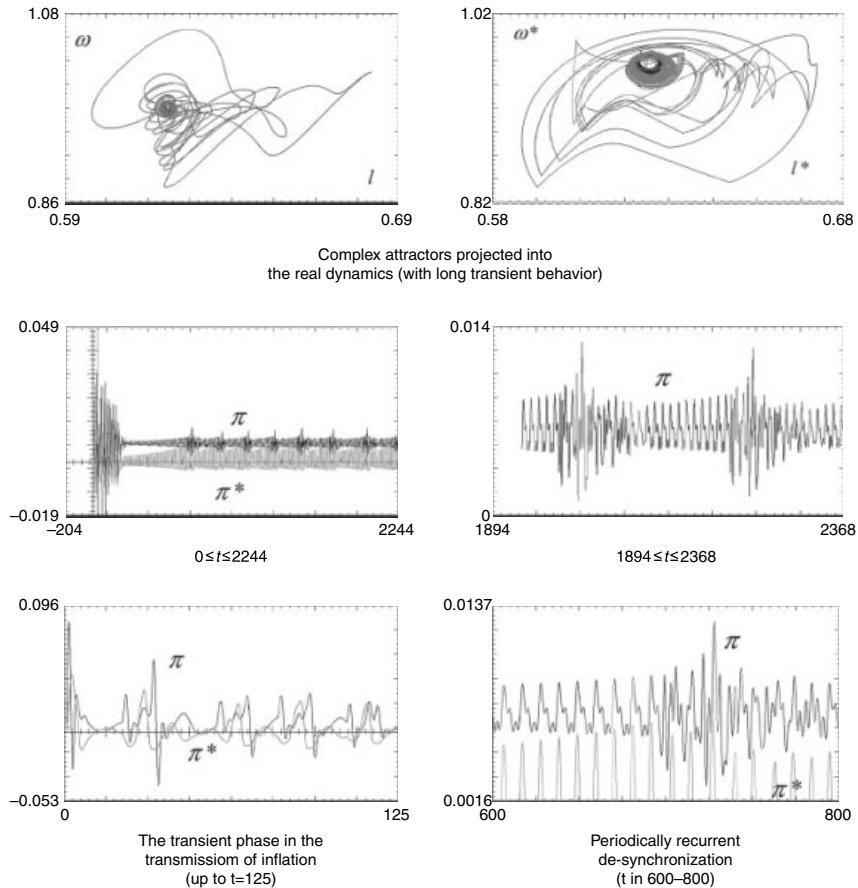 1.08
ω
l
0.86
0.59
0.69
1.02
ω*
l*
0.82
0.58
0.68
Complex attractors projected into
the real dynamics (with long transient behavior)
0.049
π
π*
–0.019
–204
2244
0≤t≤2244
0.014
π
0
1894
2368
1894≤t≤2368
0.096
π
π*
–0.053
0
125
The transient phase in the
transmissiom of inflation
(up to t=125)
0.0137
π
π*
0.0016
600
800
Periodically recurrent
de-synchronization
(t in 600–800)